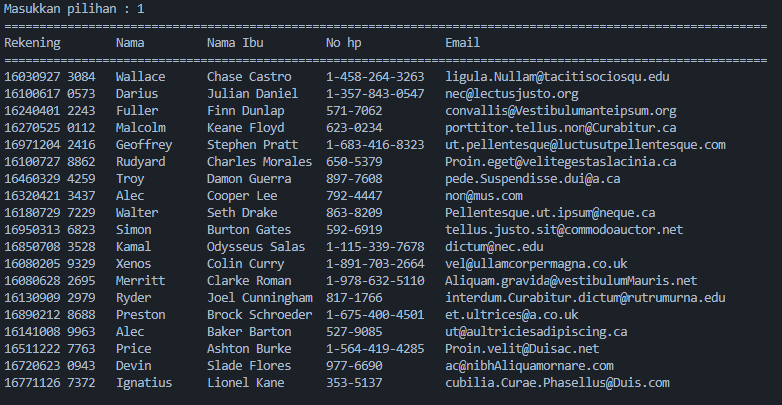 Masukkan pilihan : 1
=============================================================================================================
Rekening        Nama         Nama Ibu         No hp            Email
=============================================================================================================
16030927 3084   Wallace      Chase Castro     1-458-264-3263   ligula.Nullam@tacitisociosqu.edu
16100617 0573   Darius       Julian Daniel    1-357-843-0547   nec@lectusjusto.org
16240401 2243   Fuller       Finn Dunlap      571-7062         convallis@Vestibulumanteipsum.org
16270525 0112   Malcolm      Keane Floyd      623-0234         porttitor.tellus.non@Curabitur.ca
16971204 2416   Geoffrey     Stephen Pratt    1-683-416-8323   ut.pellentesque@luctusutpellentesque.com
16100727 8862   Rudyard      Charles Morales  650-5379         Proin.eget@velitegestaslacinia.ca
16460329 4259   Troy         Damon Guerra     897-7608         pede.Suspendisse.dui@a.ca
16320421 3437   Alec         Cooper Lee       792-4447         non@mus.com
16180729 7229   Walter       Seth Drake       863-8209         Pellentesque.ut.ipsum@neque.ca
16950313 6823   Simon        Burton Gates     592-6919         tellus.justo.sit@commodoauctor.net
16850708 3528   Kamal        Odysseus Salas   1-115-339-7678   dictum@nec.edu
16080205 9329   Xenos        Colin Curry      1-891-703-2664   vel@ullamcorpermagna.co.uk
16080628 2695   Merritt      Clarke Roman     1-978-632-5110   Aliquam.gravida@vestibulumMauris.net
16130909 2979   Ryder        Joel Cunningham  817-1766         interdum.Curabitur.dictum@rutrumurna.edu
16890212 8688   Preston      Brock Schroeder  1-675-400-4501   et.ultrices@a.co.uk
16141008 9963   Alec         Baker Barton     527-9085         ut@aultriciesadipiscing.ca
16511222 7763   Price        Ashton Burke     1-564-419-4285   Proin.velit@Duisac.net
16720623 0943   Devin        Slade Flores     977-6690         ac@nibhAliquamornare.com
16771126 7372   Ignatius     Lionel Kane      353-5137         cubilia.Curae.Phasellus@Duis.com